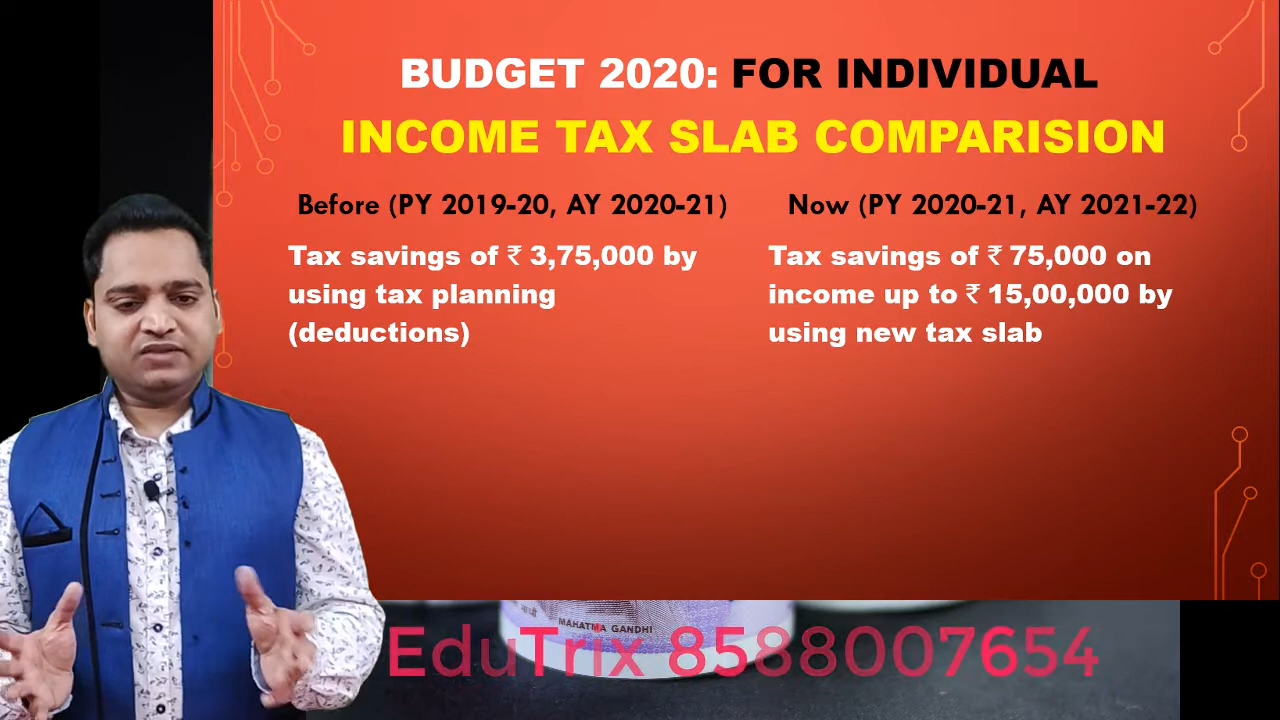 BUDGET 2020: FOR INDIVIDUAL
INCOME TAX SLAB COMPARISION
Before (PY 2019-20, AY 2020-21)
Tax savings of ₹ 3,75,000 by
using tax planning
(deductions)
Now (PY 2020-21, AY 2021-22)
Tax savings of ₹ 75,000 on
income up to ₹ 15,00,000 by
using new tax slab
MAHATMA GANDHI
EduTrix 8588007654